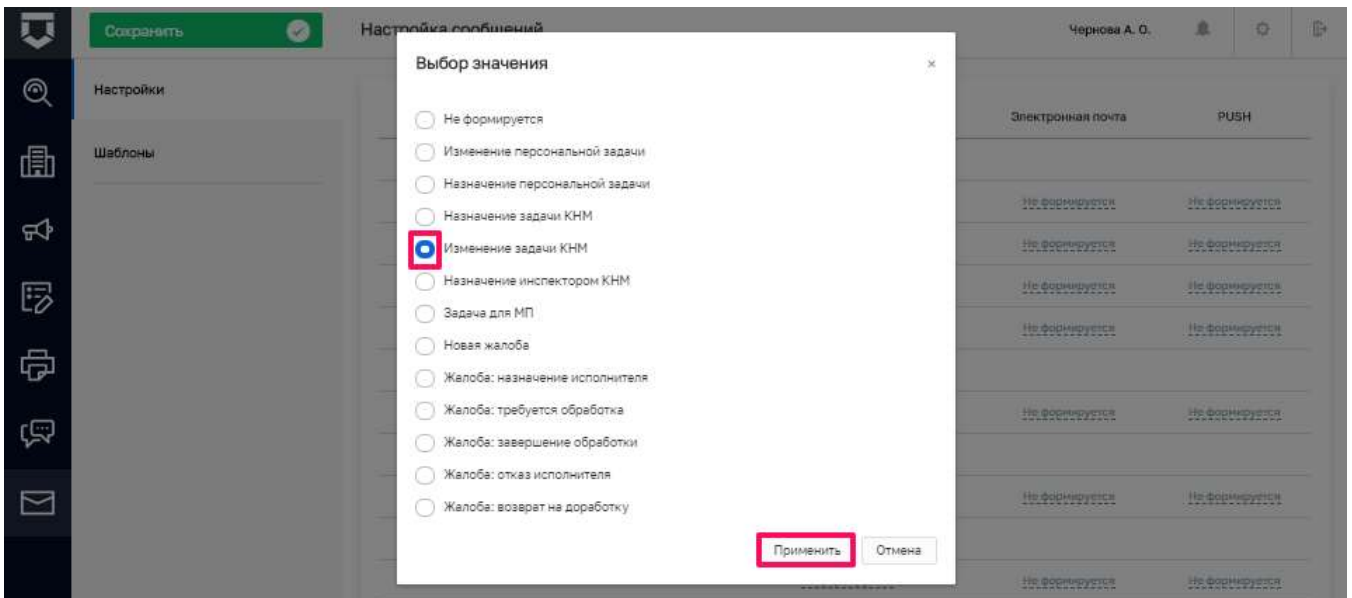 Сохранить
Настройка сообщений
Чернова А. О.
Настройки
Шаблоны
Электронная почта
PUSH
Выбор значения
Не формируется
Изменение персональной задачи
Назначение персональной задачи
Назначение задачи КНМ
Изменение задачи КНМ
Назначение инспектором КНМ
Задача для МП
Новая жалоба
Жалоба: назначение исполнителя
Жалоба: требуется обработка
Жалоба: завершение обработки
Жалоба: отказ исполнителя
Жалоба: возврат на доработку
Применить
Отмена
Не формируется Не формируется
Не формируется Не формируется
Не формируется Не формируется
Не формируется Не формируется
Не формируется Не формируется
Не формируется Не формируется
Не формируется Не формируется